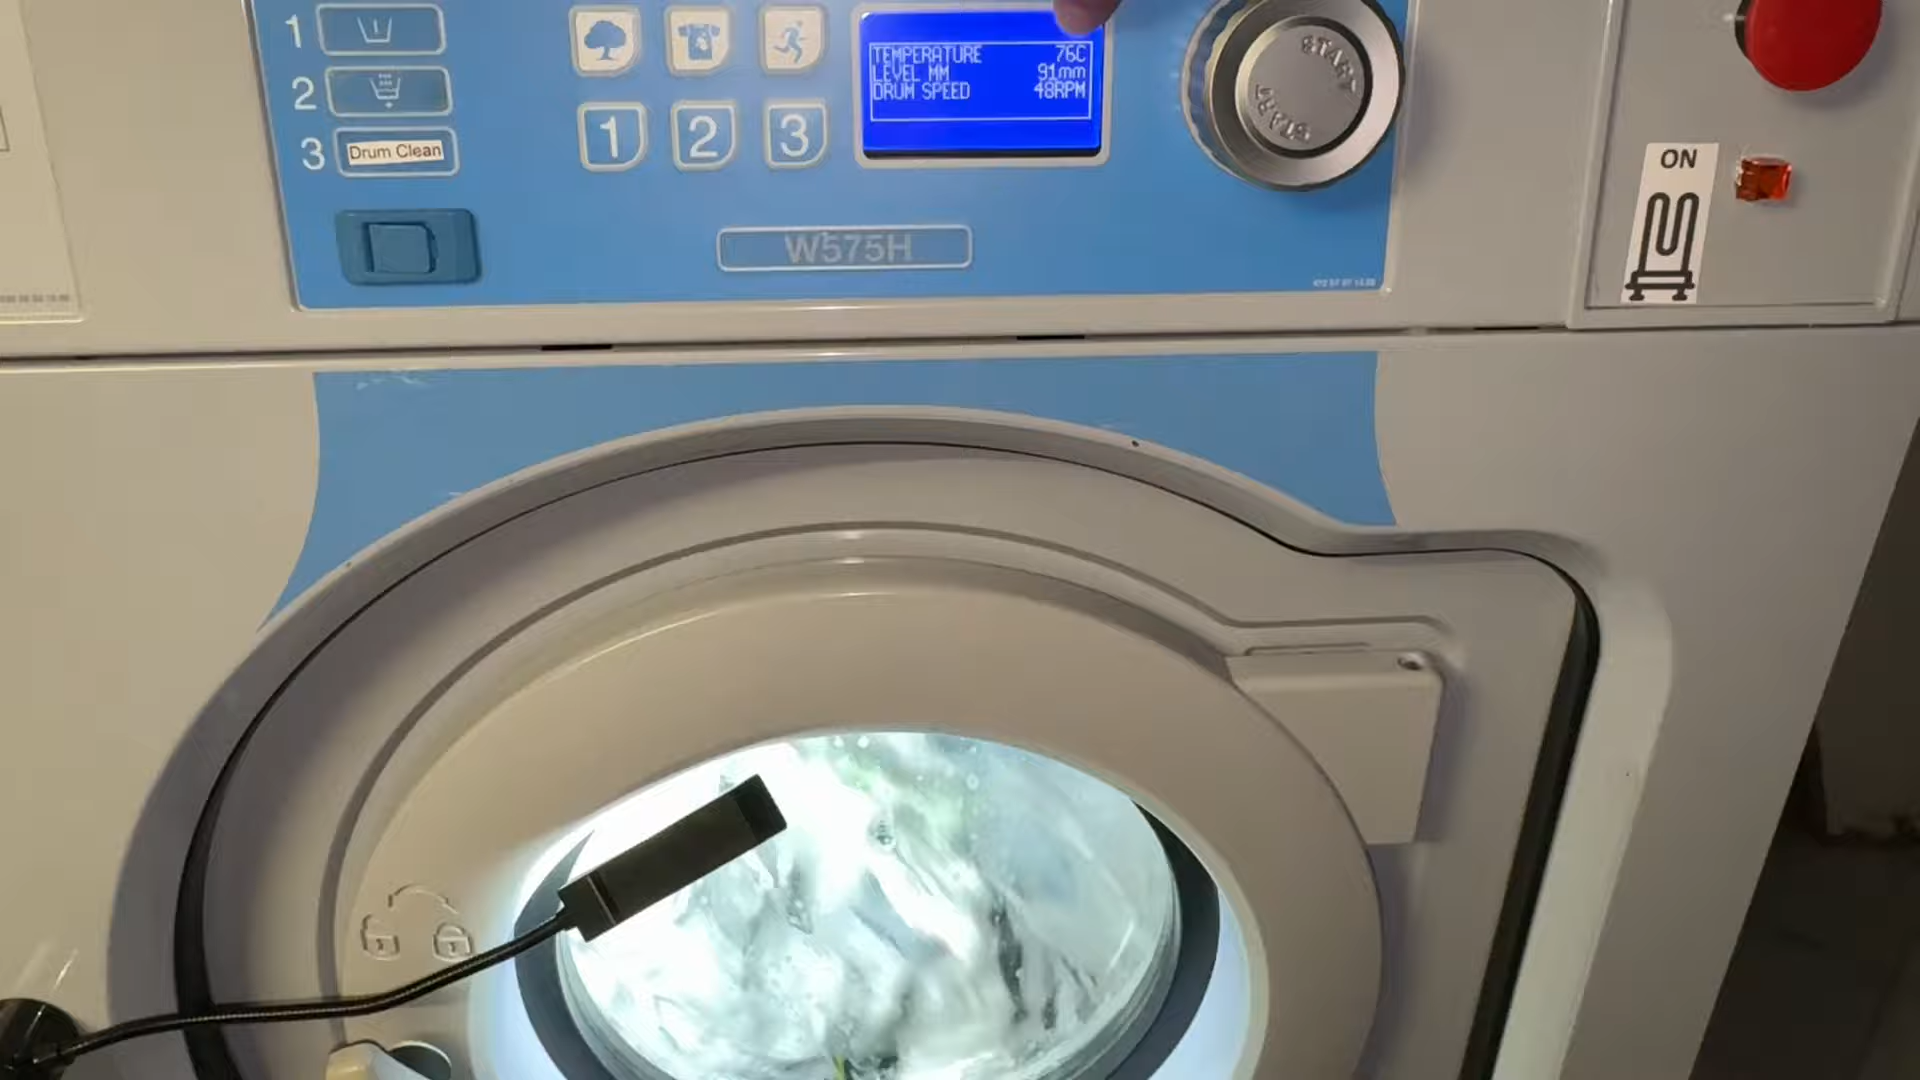 1
2
3 Drum Clean
1 2 3
TEMPERATURE 76C
LEVEL MM 91mm
DRUM SPEED 48RPM
START
START
W575H
ON